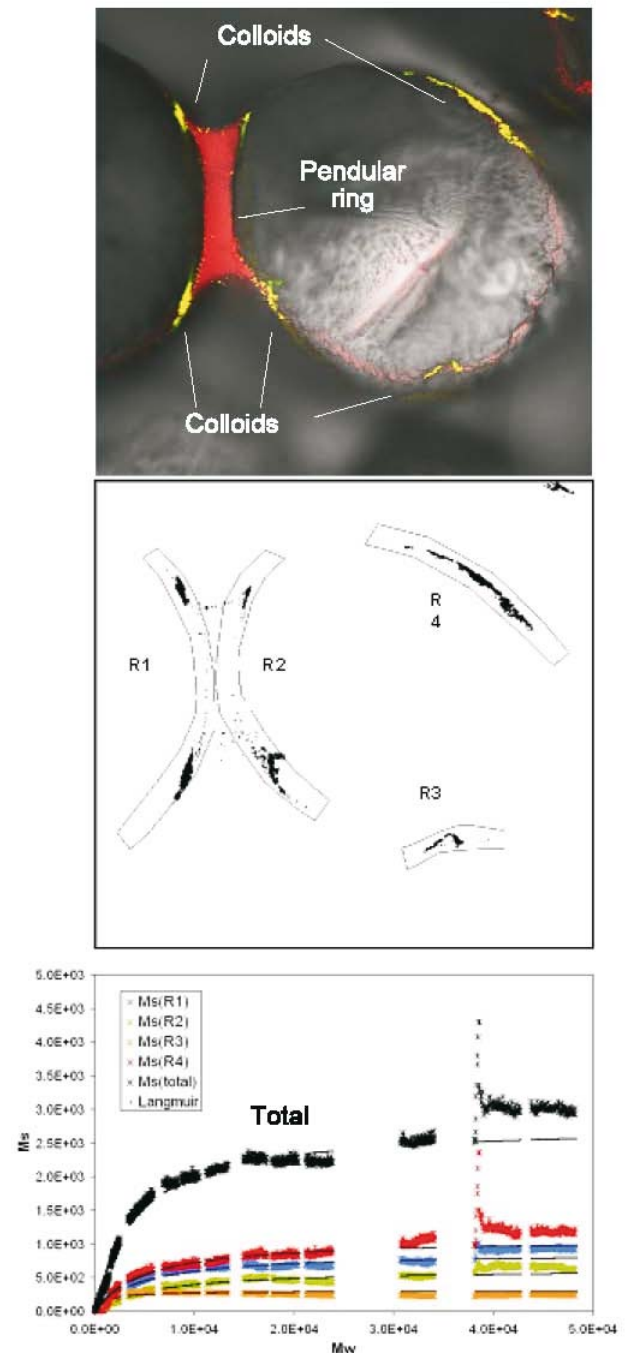 Colloids
Pendular
ring
Colloids
R1
R2
R
4
R3
5.0E+03
4.5E+03
4.0E+03
3.5E+03
3.0E+03
2.5E+03
2.0E+03
1.5E+03
1.0E+03
5.0E+02
0.0E+00
Ms
Ms(R1)
Ms(R2)
Ms(R3)
Ms(R4)
Ms(total)
Langmuir
Total
0.0E+00 1.0E+04 2.0E+04 3.0E+04 4.0E+04 5.0E+04
Mw